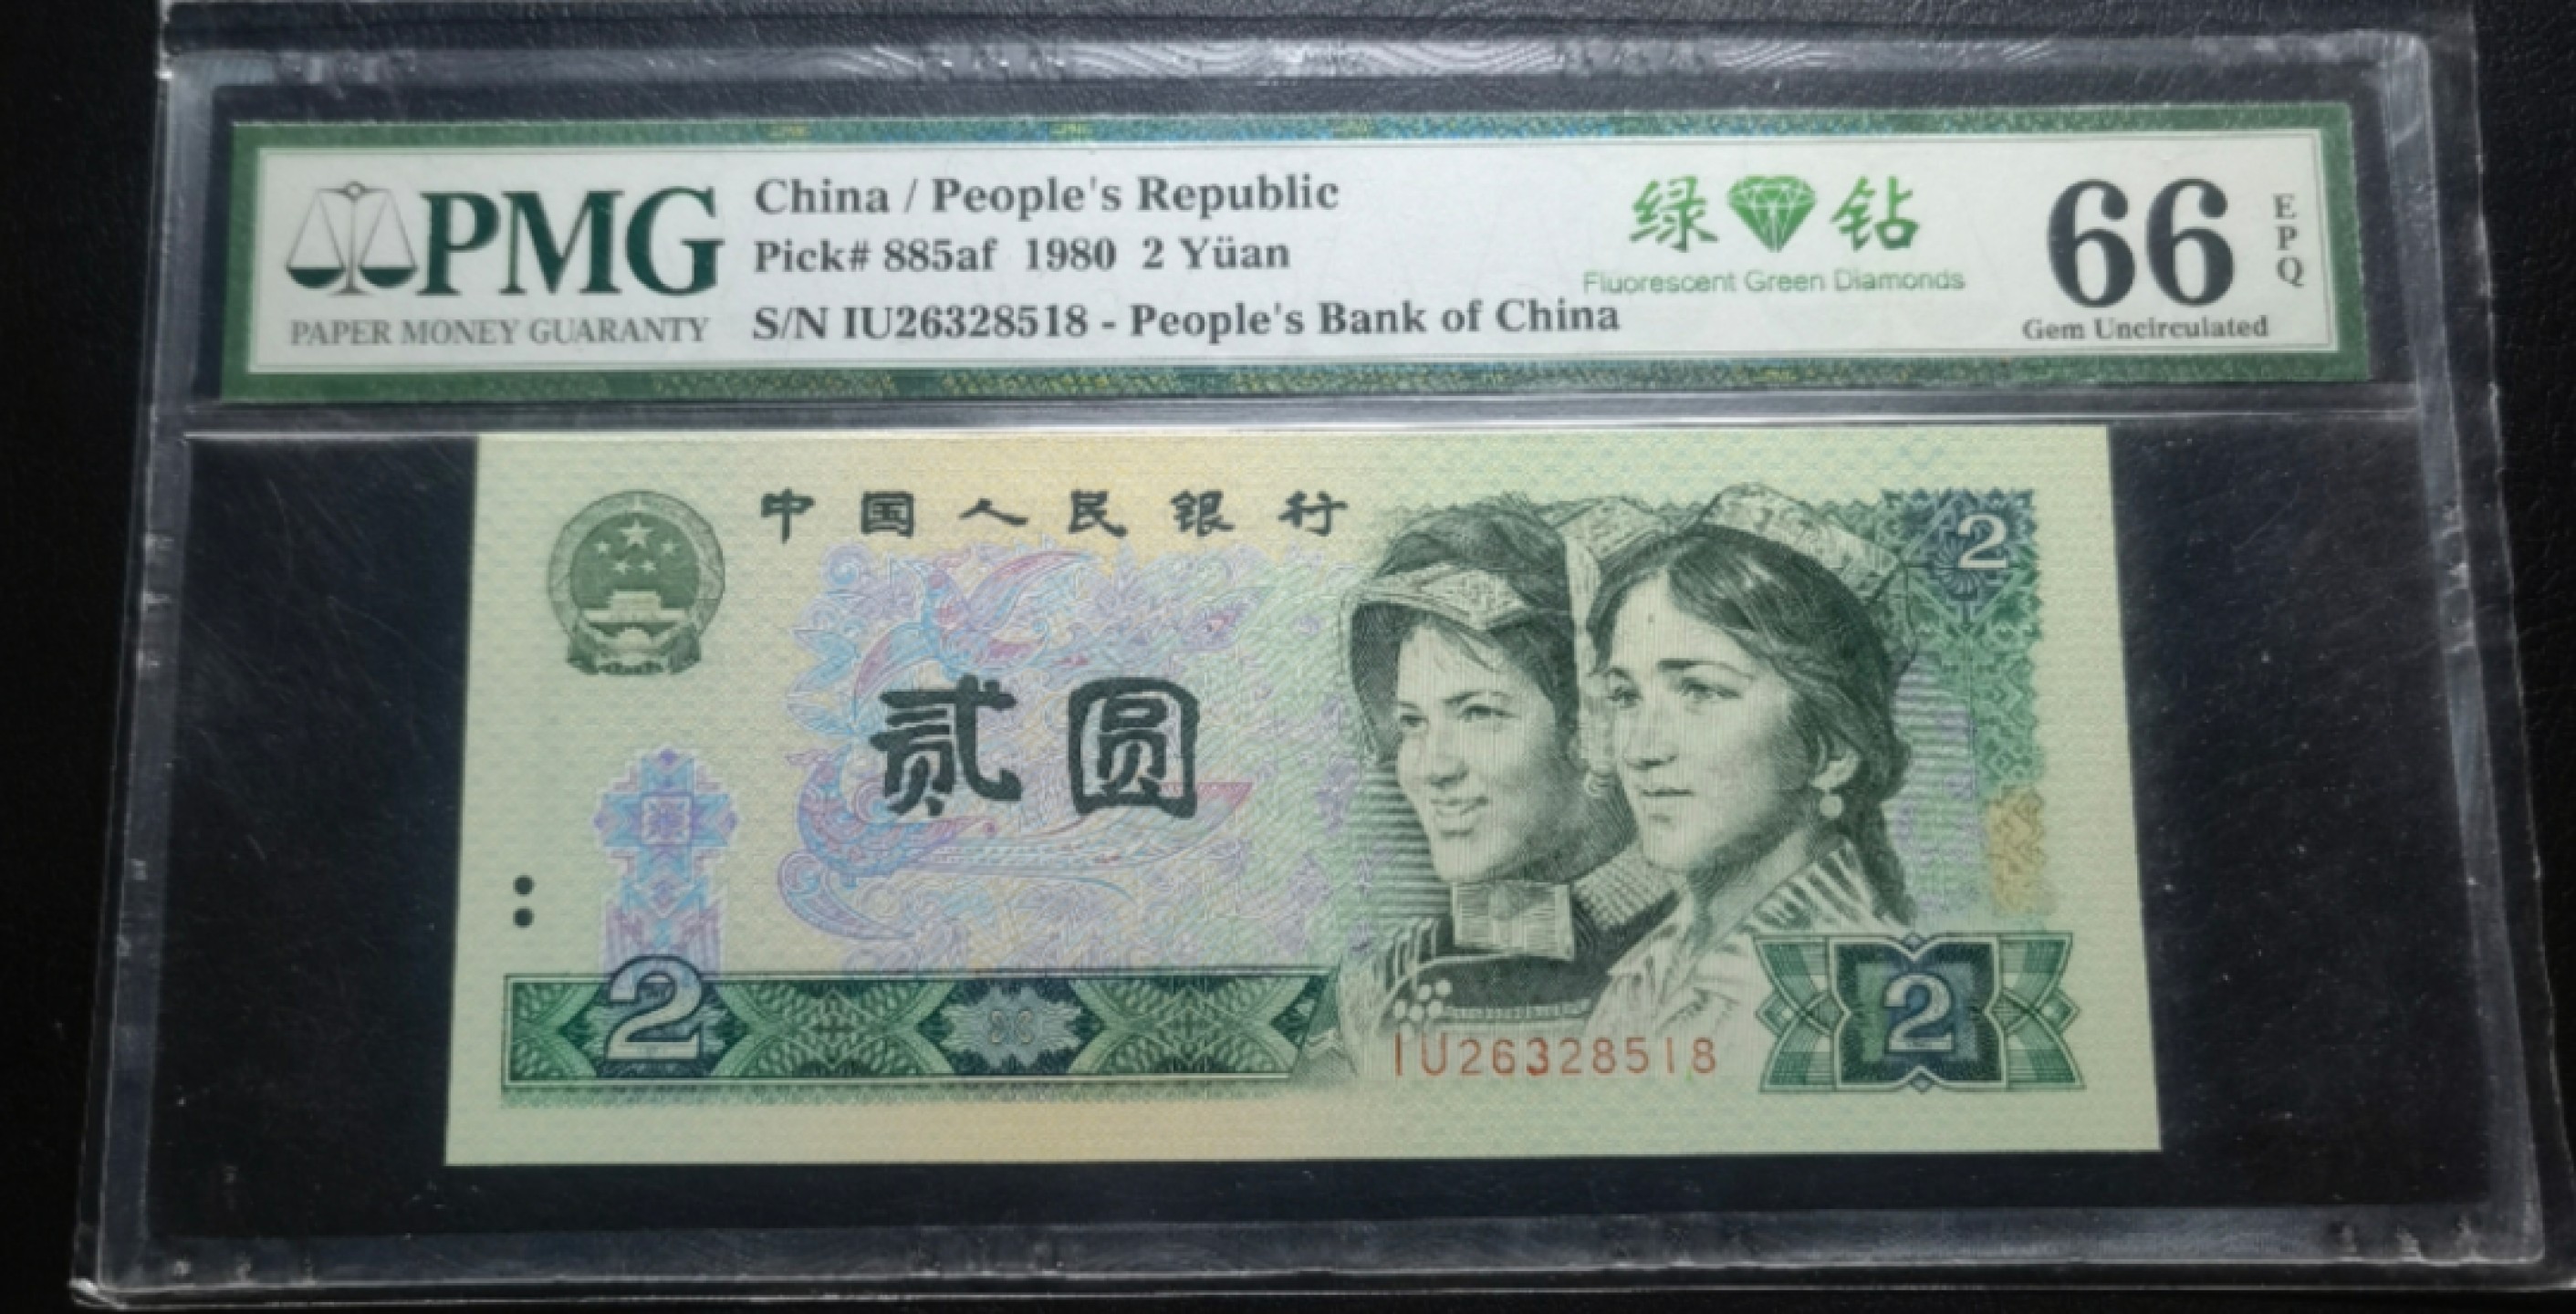 PMG
PAPER MONEY GUARANTY
China / People's Republic
Pick# 885af 1980 2 Yüan
S/N IU26328518 - People's Bank of China
绿钻
Fluorescent Green Diamonds
66
EPQ
Gem Uncirculated
中国人民银行
2
贰圆
2
2
IU26328518